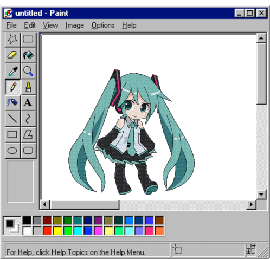 untitled - Paint
File Edit View Image Options Help
A
For Help, click Help Topics on the Help Menu.